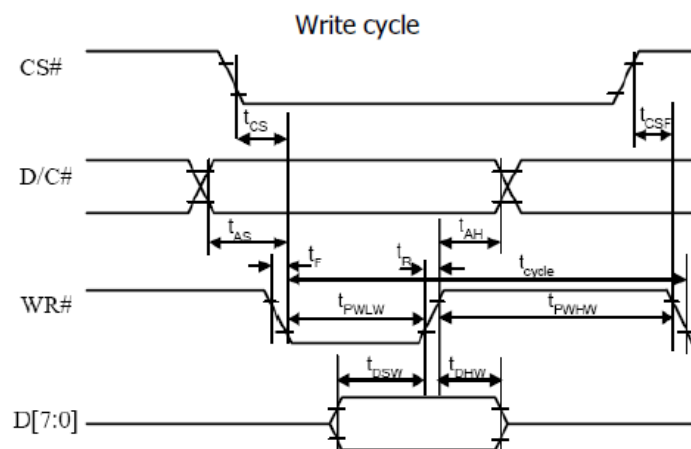 Write cycle
CS#
tCS
tCSF
D/C#
tAS
tAH
tF
tR
tcycle
WR#
tPWLW
tPWHW
tDSW
tDHW
D[7:0]